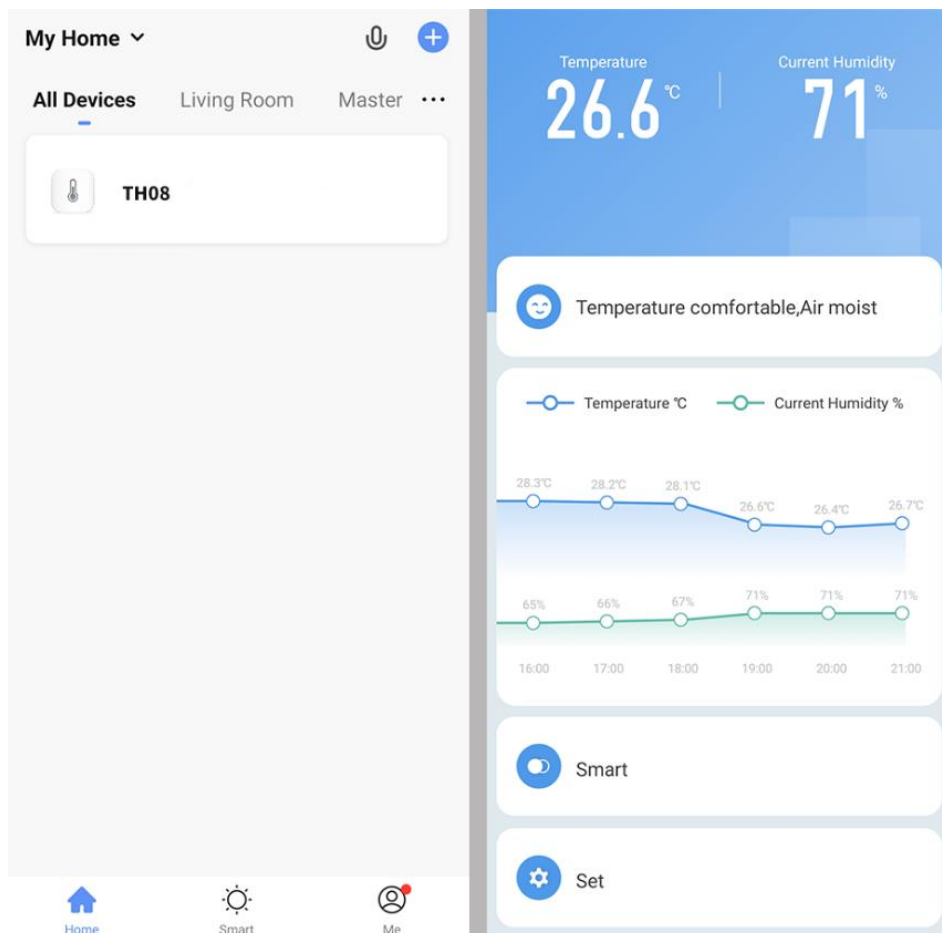 My Home
All Devices Living Room Master ...
TH08
Home Smart Me
Temperature Current Humidity
26.6 °C 71 %
Temperature comfortable,Air moist
Temperature °C Current Humidity %
28.3°C 28.2°C 28.1°C 26.6°C 26.4°C 26.7°C
65% 66% 67% 71% 71% 71%
16:00 17:00 18:00 19:00 20:00 21:00
Smart
Set